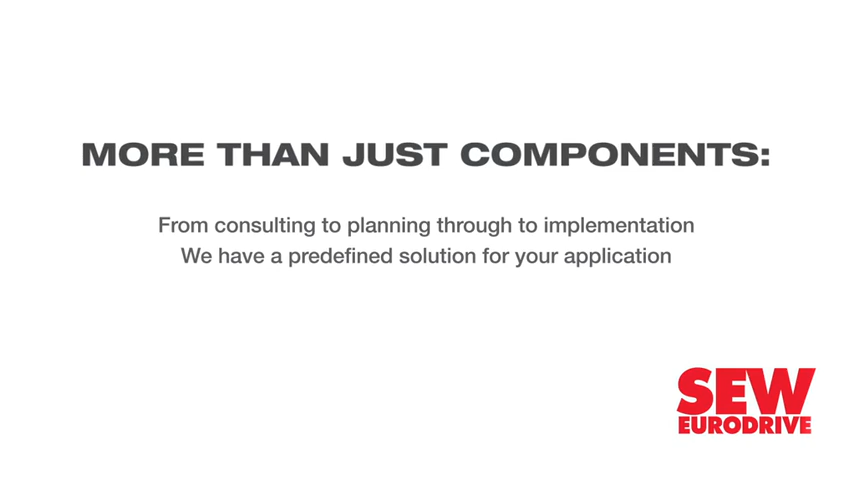 MORE THAN JUST COMPONENTS:
From consulting to planning through to implementation
We have a predefined solution for your application
SEW
EURODRIVE